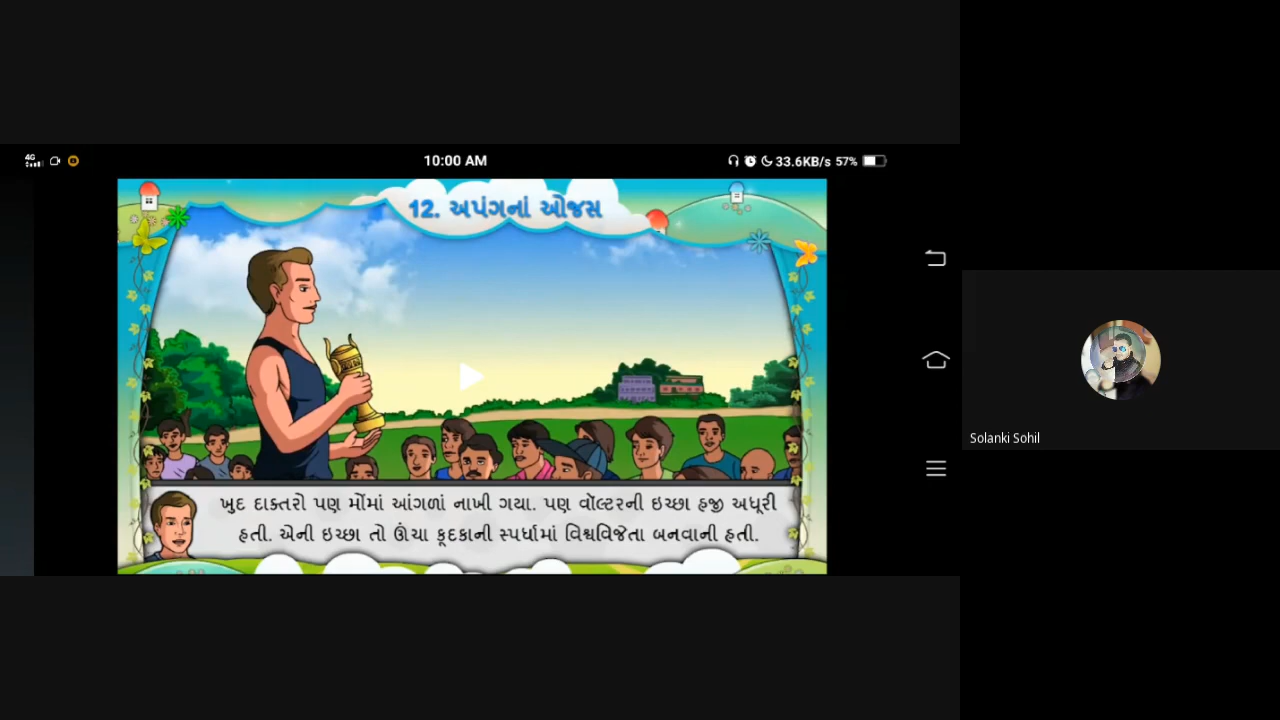 4G
10:00 AM
33.6KB/s 57%
12. અપંગનાં ઓજસ
ખુદ દાક્તરો પણ મોંમાં આંગળાં નાખી ગયા. પણ વૉલ્ટરની ઇચ્છા હજી અધૂરી
હતી. એની ઇચ્છા તો ઊંચા કૂદકાની સ્પર્ધામાં વિશ્વવિજેતા બનવાની હતી.
Solanki Sohil